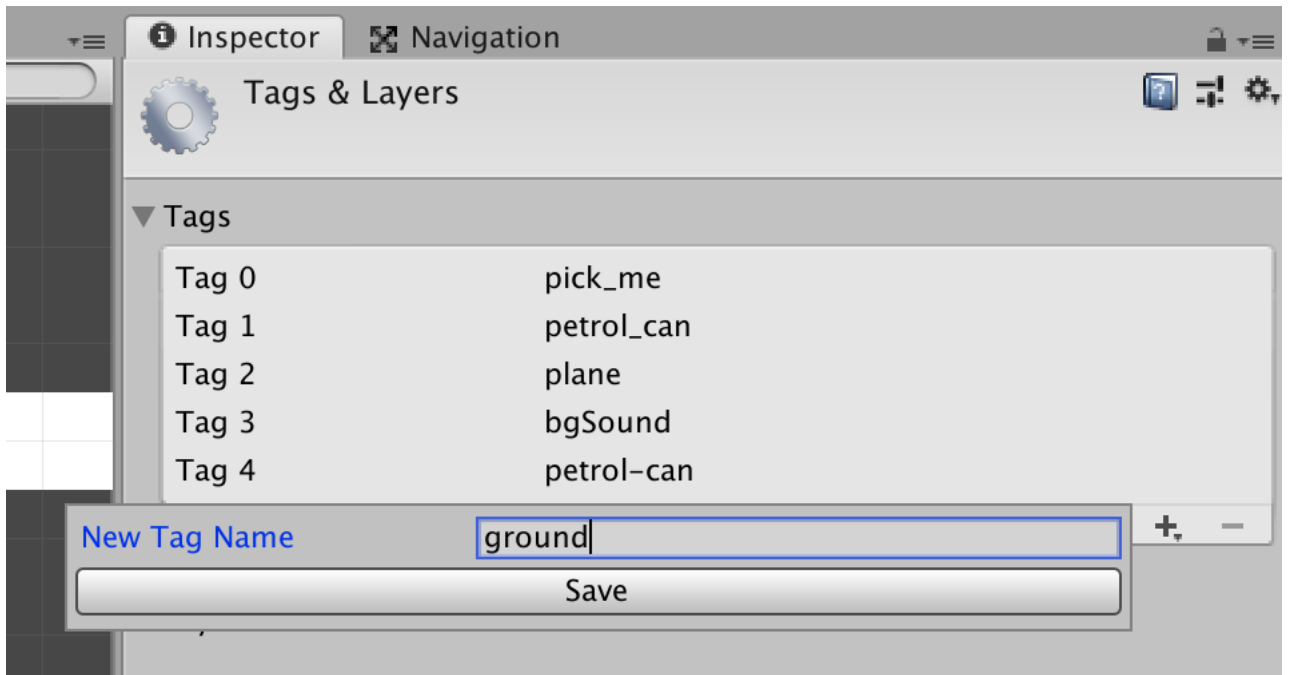 Inspector Navigation
Tags & Layers
Tags
Tag 0 pick_me
Tag 1 petrol_can
Tag 2 plane
Tag 3 bgSound
Tag 4 petrol-can
New Tag Name ground
Save